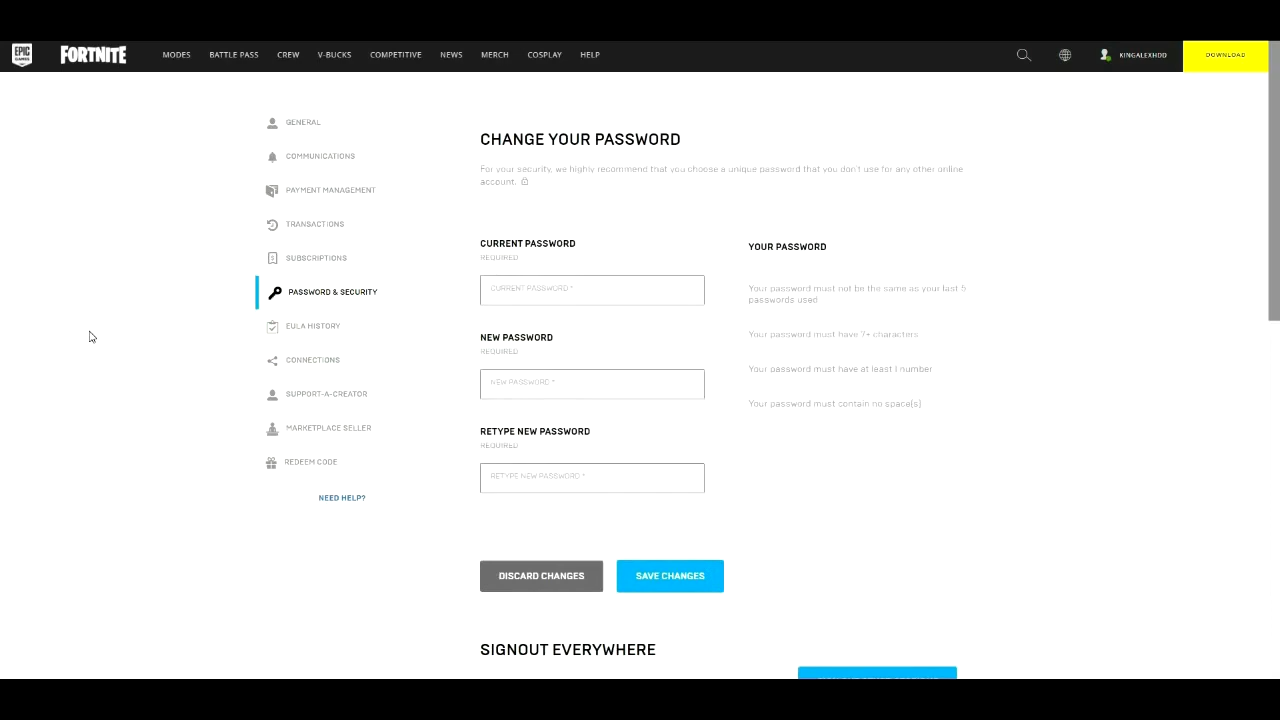 EPIC GAMES FORTNITE MODES BATTLE PASS CREW V-BUCKS COMPETITIVE NEWS MERCH COSPLAY HELP KINGALEXHDD DOWNLOAD
GENERAL
COMMUNICATIONS
PAYMENT MANAGEMENT
TRANSACTIONS
SUBSCRIPTIONS
PASSWORD & SECURITY
EULA HISTORY
CONNECTIONS
SUPPORT-A-CREATOR
MARKETPLACE SELLER
REDEEM CODE
NEED HELP?
CHANGE YOUR PASSWORD
For your security, we highly recommend that you choose a unique password that you don't use for any other online
account.
CURRENT PASSWORD
REQUIRED
CURRENT PASSWORD *
NEW PASSWORD
REQUIRED
NEW PASSWORD *
RETYPE NEW PASSWORD
REQUIRED
RETYPE NEW PASSWORD *
YOUR PASSWORD
Your password must not be the same as your last 5
passwords used
Your password must have 7+ characters
Your password must have at least 1 number
Your password must contain no space(s)
DISCARD CHANGES
SAVE CHANGES
SIGNOUT EVERYWHERE